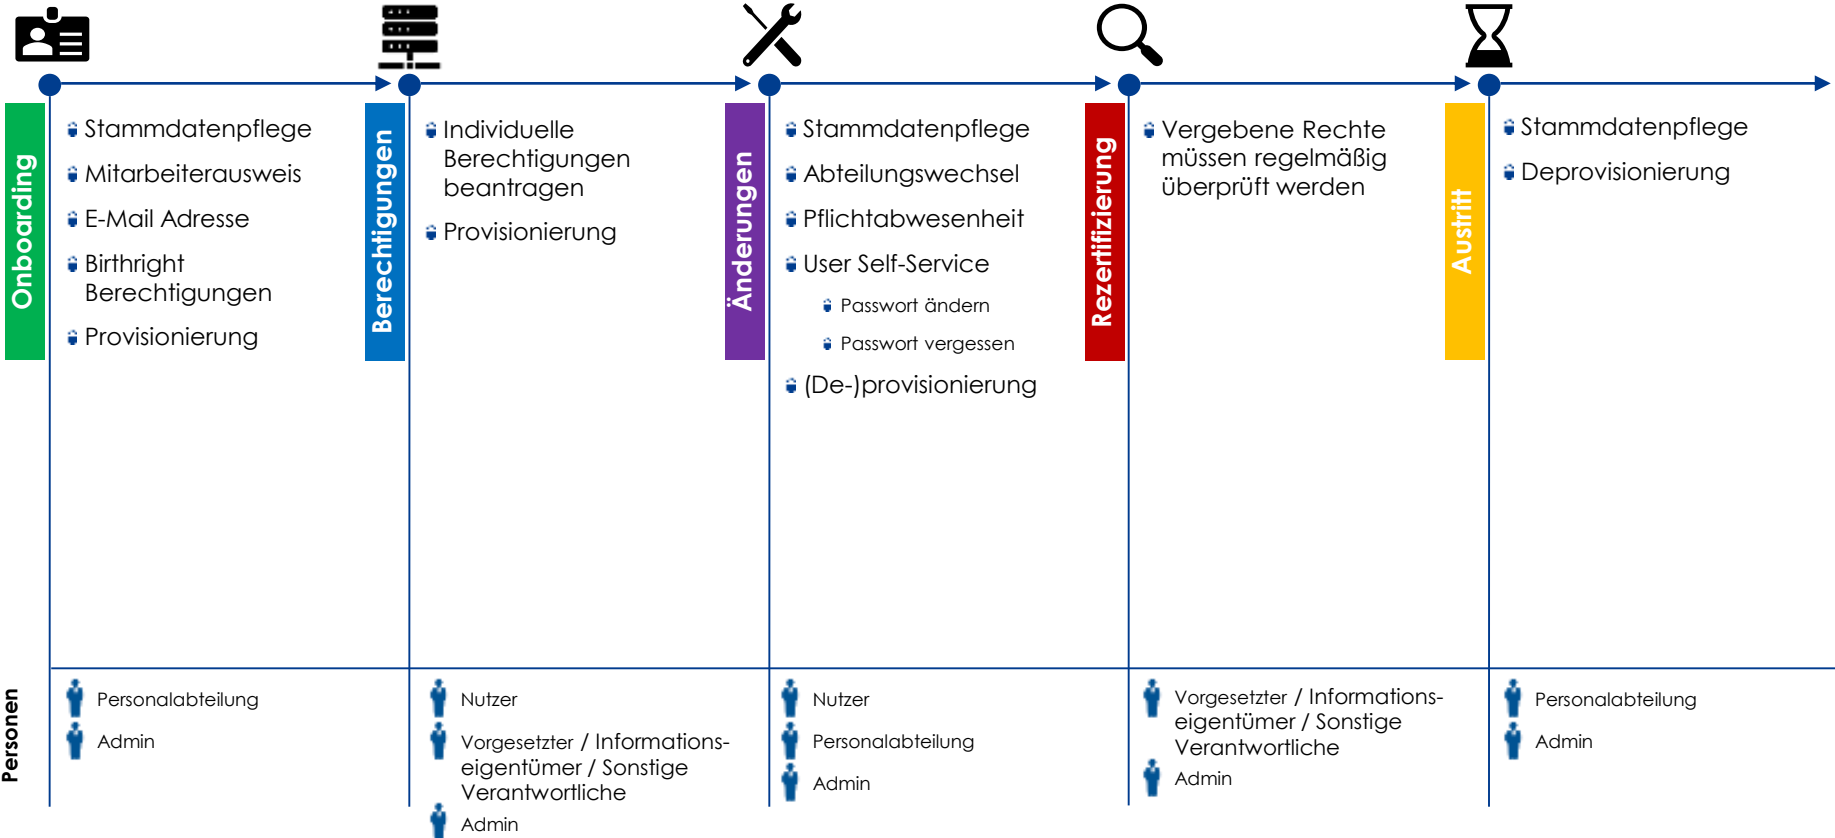 Onboarding
Stammdatenpflege
Mitarbeiterausweis
E-Mail Adresse
Birthright
Berechtigungen
Provisionierung
Berechtigungen
Individuelle
Berechtigungen
beantragen
Provisionierung
Änderungen
Stammdatenpflege
Abteilungswechsel
Pflichtabwesenheit
User Self-Service
Passwort ändern
Passwort vergessen
(De-)provisionierung
Rezertifizierung
Vergebene Rechte
müssen regelmäßig
überprüft werden
Austritt
Stammdatenpflege
Deprovisionierung
Personen
Personalabteilung
Admin
Nutzer
Vorgesetzter / Informations-
eigentümer / Sonstige
Verantwortliche
Admin
Nutzer
Personalabteilung
Admin
Vorgesetzter / Informations-
eigentümer / Sonstige
Verantwortliche
Admin
Personalabteilung
Admin